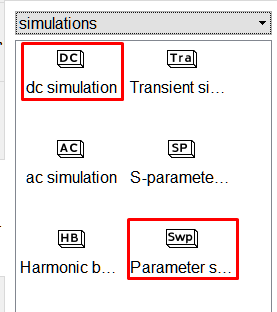 simulations
DC Tra
dc simulation Transient si...
AC SP
ac simulation S-paramete...
HB Swp
Harmonic b... Parameter s...